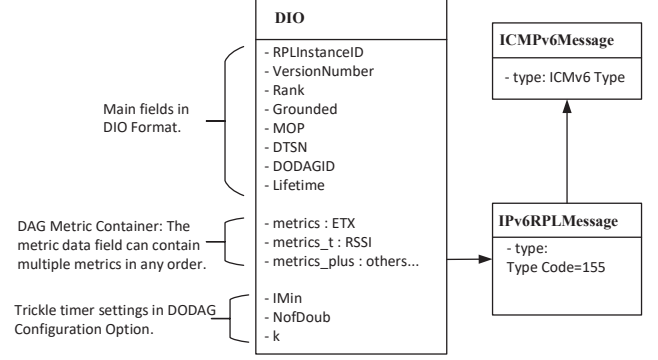 DIO
- RPLInstanceID
- VersionNumber
- Rank
- Grounded
- MOP
- DTSN
- DODAGID
- Lifetime
- metrics : ETX
- metrics_t : RSSI
- metrics_plus : others...
- IMin
- NofDoub
- k
Main fields in
DIO Format.
DAG Metric Container: The
metric data field can contain
multiple metrics in any order.
Trickle timer settings in DODAG
Configuration Option.
ICMPv6Message
- type: ICMv6 Type
IPv6RPLMessage
- type:
Type Code=155